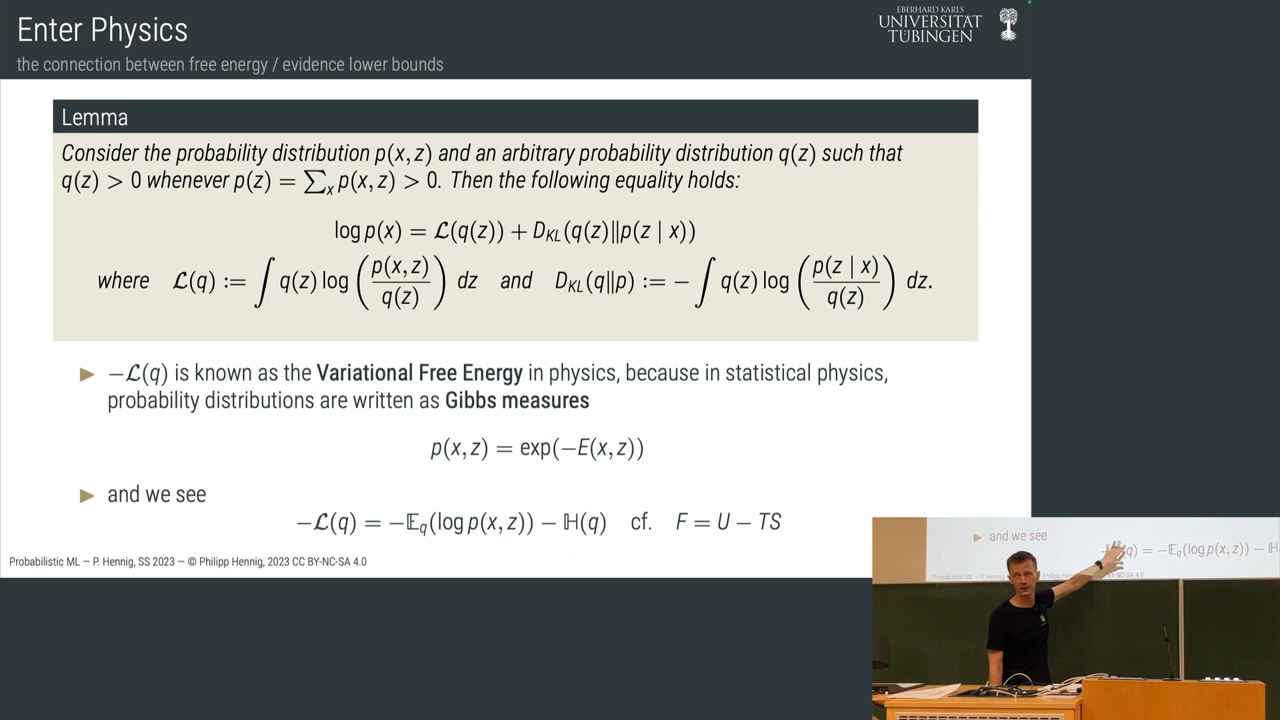 Enter Physics
the connection between free energy / evidence lower bounds
EBERHARD KARLS
UNIVERSITÄT
TÜBINGEN
Lemma
Consider the probability distribution p(x, z) and an arbitrary probability distribution q(z) such that
q(z) > 0 whenever p(z) = ∑ₓ p(x, z) > 0. Then the following equality holds:
log p(x) = ℒ(q(z)) + D_KL(q(z)‖p(z | x))
where ℒ(q) := ∫ q(z) log (p(x, z) / q(z)) dz and D_KL(q‖p) := − ∫ q(z) log (p(z | x) / q(z)) dz.
▶ −ℒ(q) is known as the Variational Free Energy in physics, because in statistical physics,
probability distributions are written as Gibbs measures
p(x, z) = exp(−E(x, z))
▶ and we see
−ℒ(q) = −𝔼_q(log p(x, z)) − ℍ(q) cf. F = U − TS
Probabilistic ML — P. Hennig, SS 2023 — © Philipp Hennig, 2023 CC BY-NC-SA 4.0
▶ and we see
q) = −𝔼_q(log p(x, z)) − ℍ